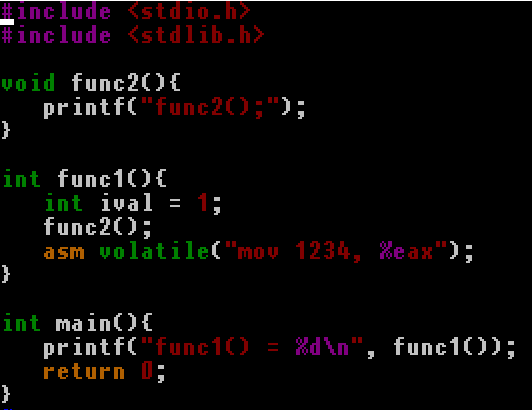 #include <stdio.h>
#include <stdlib.h>
void func2(){
printf("func2();");
}
int func1(){
int ival = 1;
func2();
asm volatile("mov 1234, %eax");
}
int main(){
printf("func1() = %d\n", func1());
return 0;
}